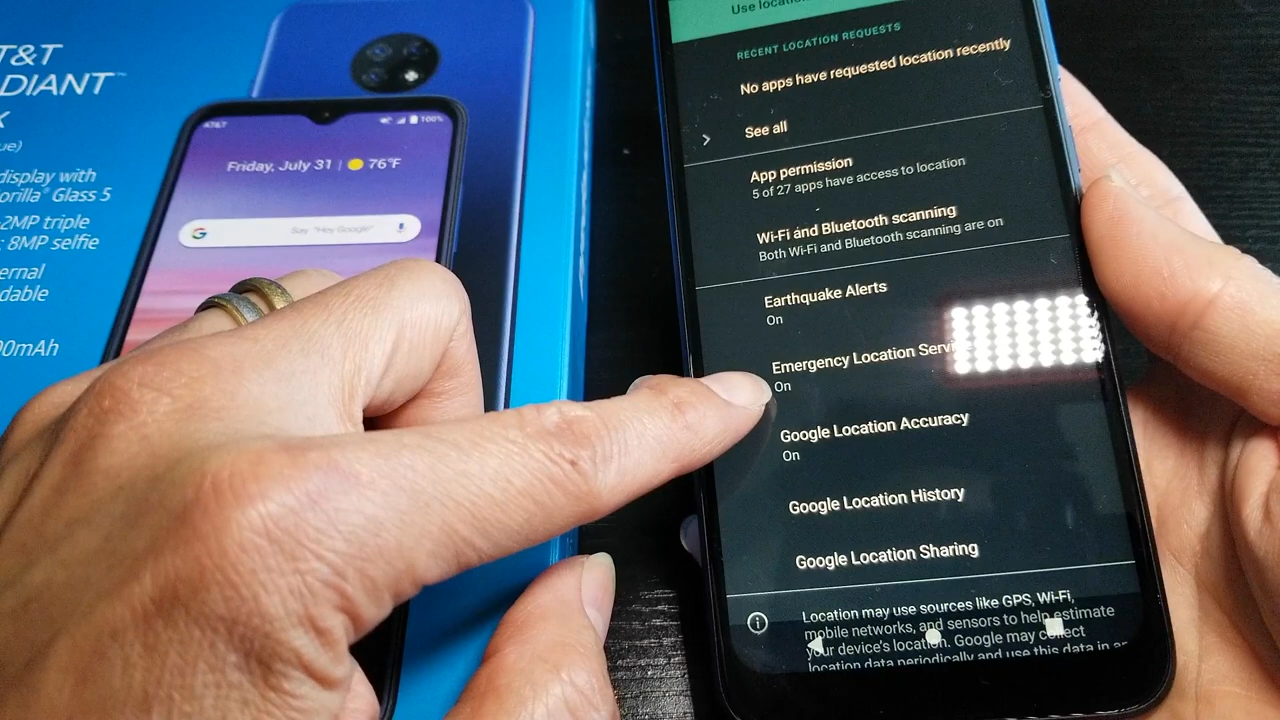 T&T
DIANT™
ue)
display with
orilla® Glass 5
2MP triple
8MP selfie
ernal
dable
00mAh
AT&T
100%
Friday, July 31 | 76°F
G
Say "Hey Google"
Use locatio
RECENT LOCATION REQUESTS
No apps have requested location recently
See all
App permission
5 of 27 apps have access to location
Wi-Fi and Bluetooth scanning
Both Wi-Fi and Bluetooth scanning are on
Earthquake Alerts
On
Emergency Location Servi
On
Google Location Accuracy
On
Google Location History
Google Location Sharing
Location may use sources like GPS, Wi-Fi,
mobile networks, and sensors to help estimate
your device's location. Google may collect
location data periodically and use this data in an